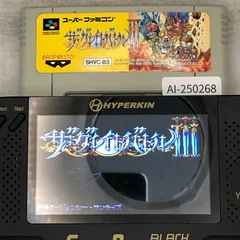 スーパーファミコン
ザ・グレイトバトルIII
BANPRESTO
SHVC-B3
AI-250268
HYPERKIN
ザ・グレイトバトルIII
BLACK